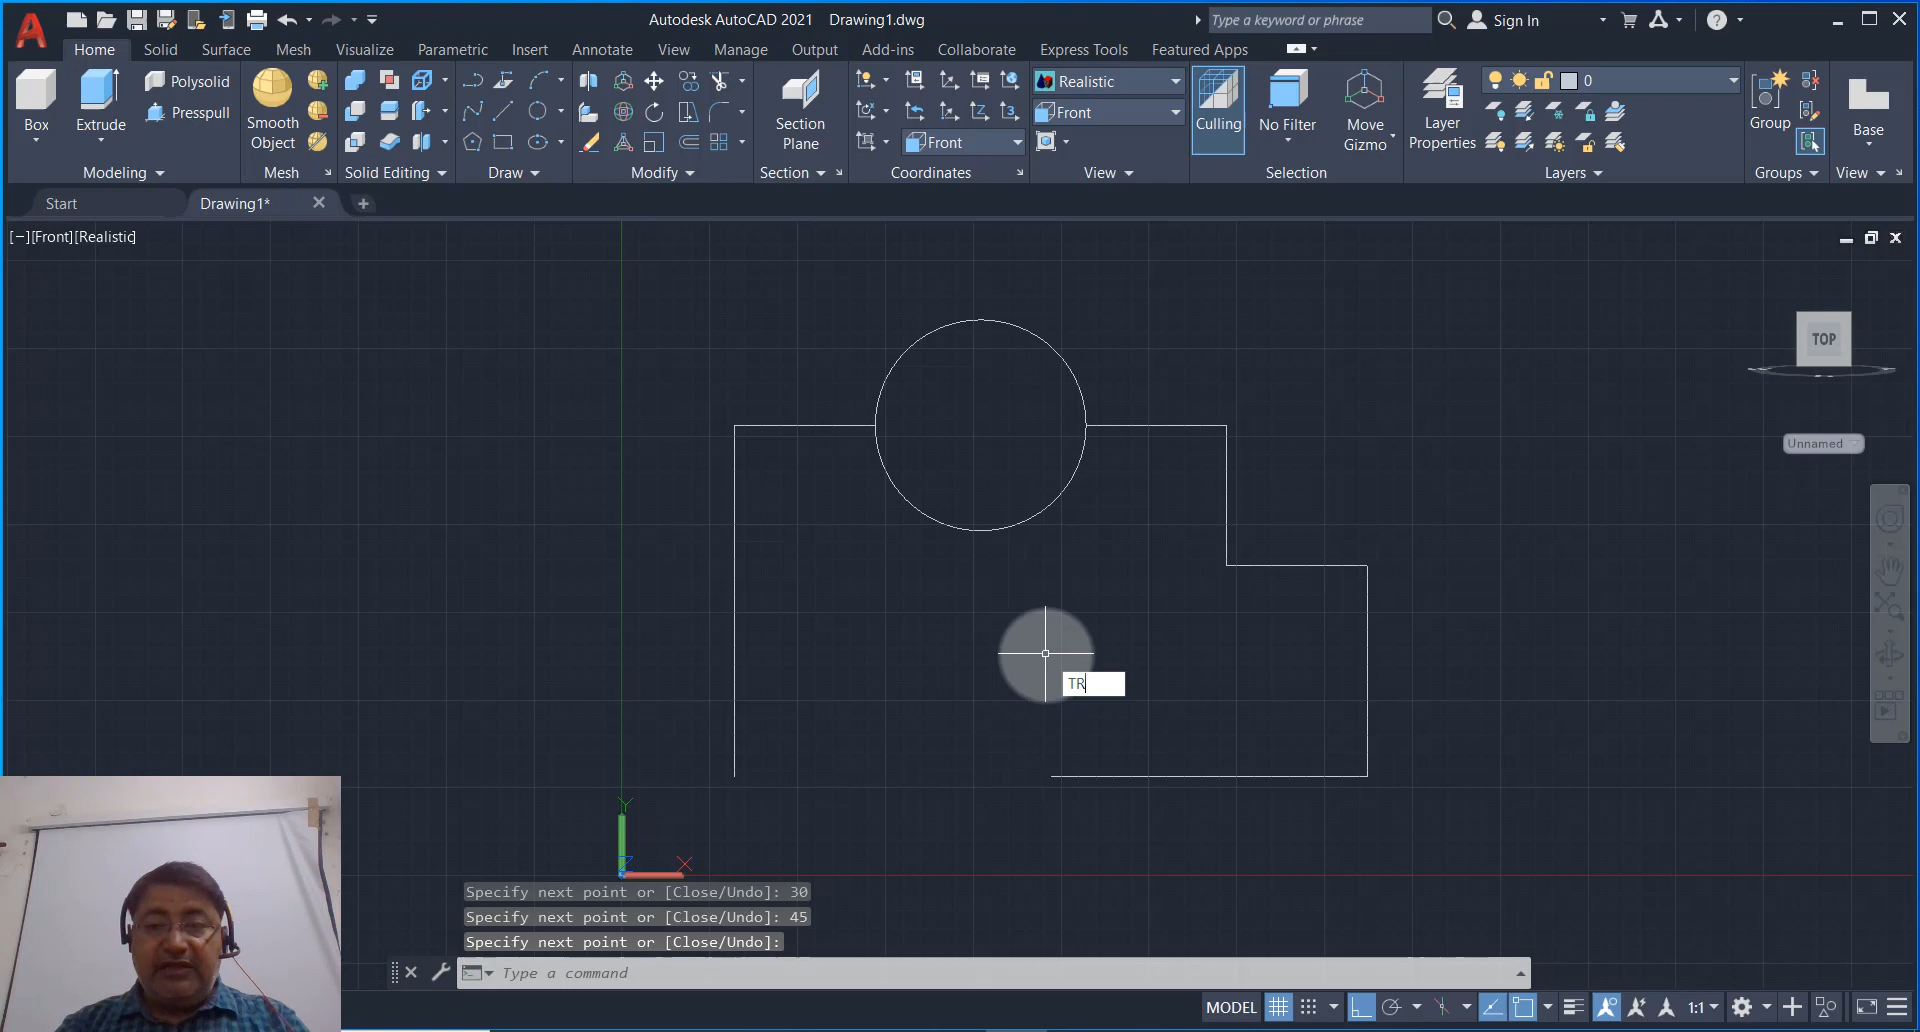 Autodesk AutoCAD 2021 Drawing1.dwg
Type a keyword or phrase
Sign In
Home Solid Surface Mesh Visualize Parametric Insert Annotate View Manage Output Add-ins Collaborate Express Tools Featured Apps
Box
Extrude
Polysolid
Presspull
Smooth Object
Section Plane
Front
Realistic
Front
Culling
No Filter
Move Gizmo
Layer Properties
0
Group
Base
Modeling Mesh Solid Editing Draw Modify Section Coordinates View Selection Layers Groups View
Start
Drawing1*
[−][Front][Realistic]
TOP
Unnamed
TR
Y
X
Z
Specify next point or [Close/Undo]: 30
Specify next point or [Close/Undo]: 45
Specify next point or [Close/Undo]:
Type a command
MODEL
1:1